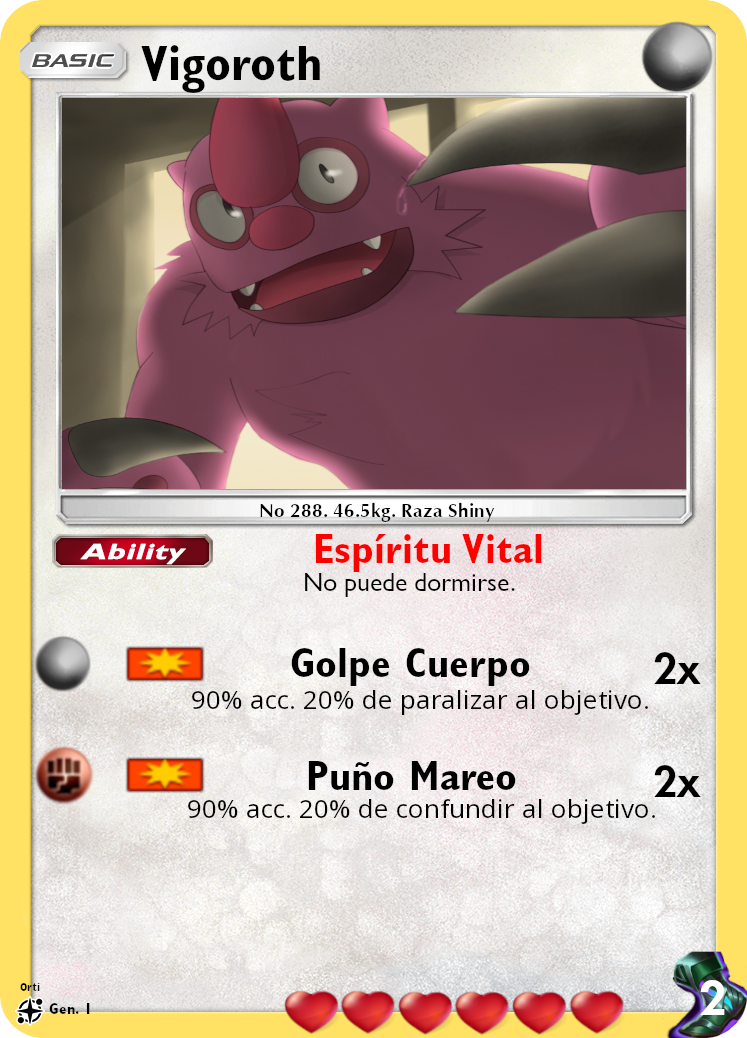 BASIC Vigoroth
No 288. 46.5kg. Raza Shiny
Ability Espíritu Vital
No puede dormirse.
Golpe Cuerpo 2x
90% acc. 20% de paralizar al objetivo.
Puño Mareo 2x
90% acc. 20% de confundir al objetivo.
Orti
Gen. I
2